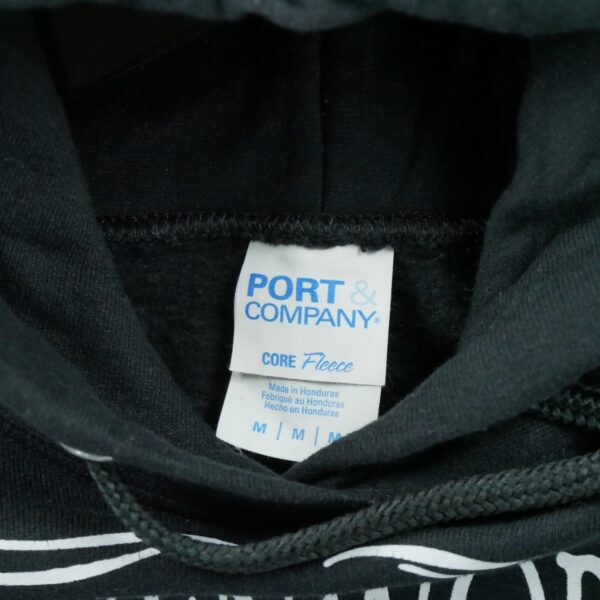 PORT &
COMPANY®
CORE Fleece
Made in Honduras
Fabriqué au Honduras
Hecho en Honduras
M | M | M